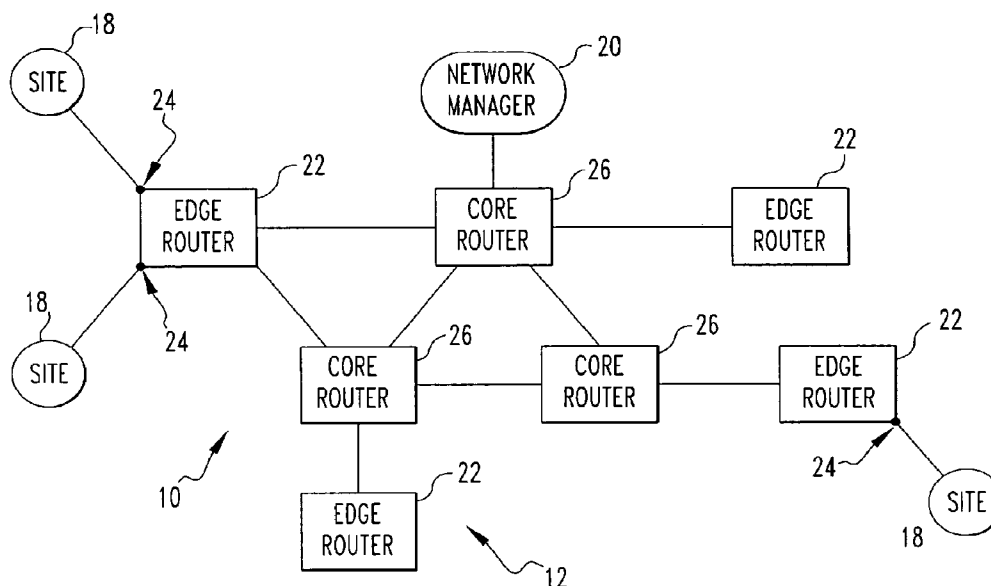 18
SITE
24
22
EDGE
ROUTER
20
NETWORK
MANAGER
26
CORE
ROUTER
22
EDGE
ROUTER
18
SITE
24
26
CORE
ROUTER
26
CORE
ROUTER
22
EDGE
ROUTER
24
SITE
18
10
22
EDGE
ROUTER
12